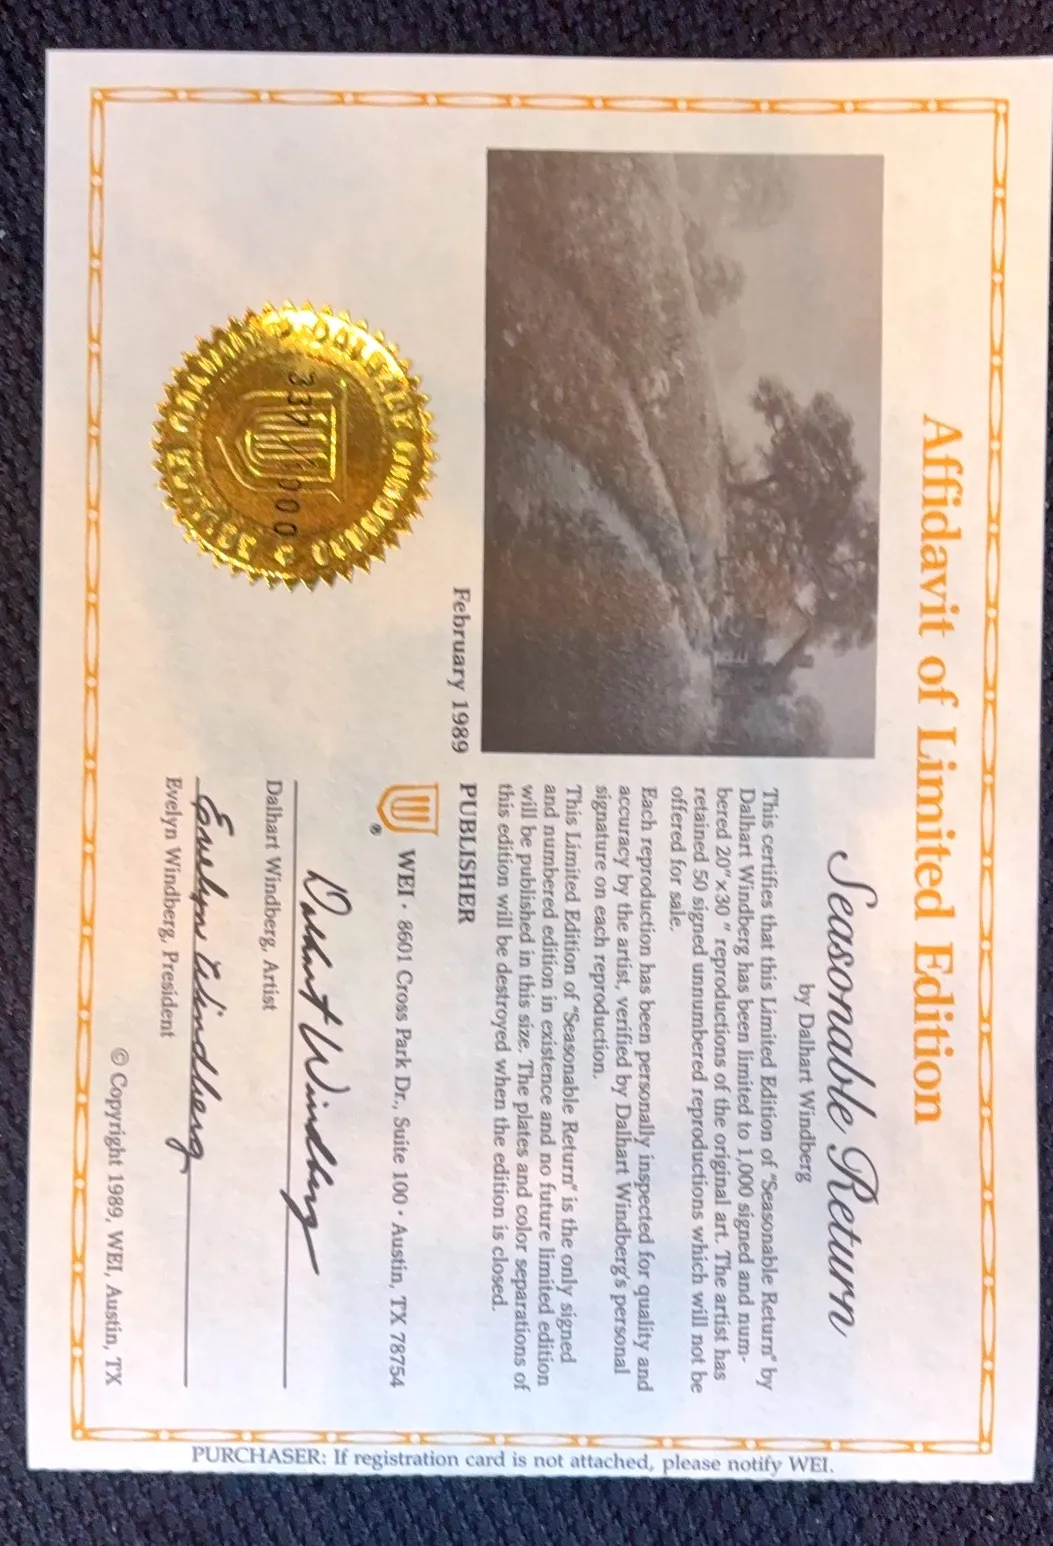 Affidavit of Limited Edition
Seasonable Return
by Dalhart Windberg
This certifies that this Limited Edition of "Seasonable Return" by
Dalhart Windberg has been limited to 1,000 signed and num-
bered 20"x30" reproductions of the original art. The artist has
retained 50 signed unnumbered reproductions which will not be
offered for sale.
Each reproduction has been personally inspected for quality and
accuracy by the artist, verified by Dalhart Windberg's personal
signature on each reproduction.
This Limited Edition of "Seasonable Return" is the only signed
and numbered edition in existence and no future limited edition
will be published in this size. The plates and color separations of
this edition will be destroyed when the edition is closed.
February 1989
PUBLISHER
WEI • 8601 Cross Park Dr., Suite 100 • Austin, TX 78754
®
Dalhart Windberg
Dalhart Windberg, Artist
Evelyn Windberg
Evelyn Windberg, President
© Copyright 1989, WEI, Austin, TX
PURCHASER: If registration card is not attached, please notify WEI.